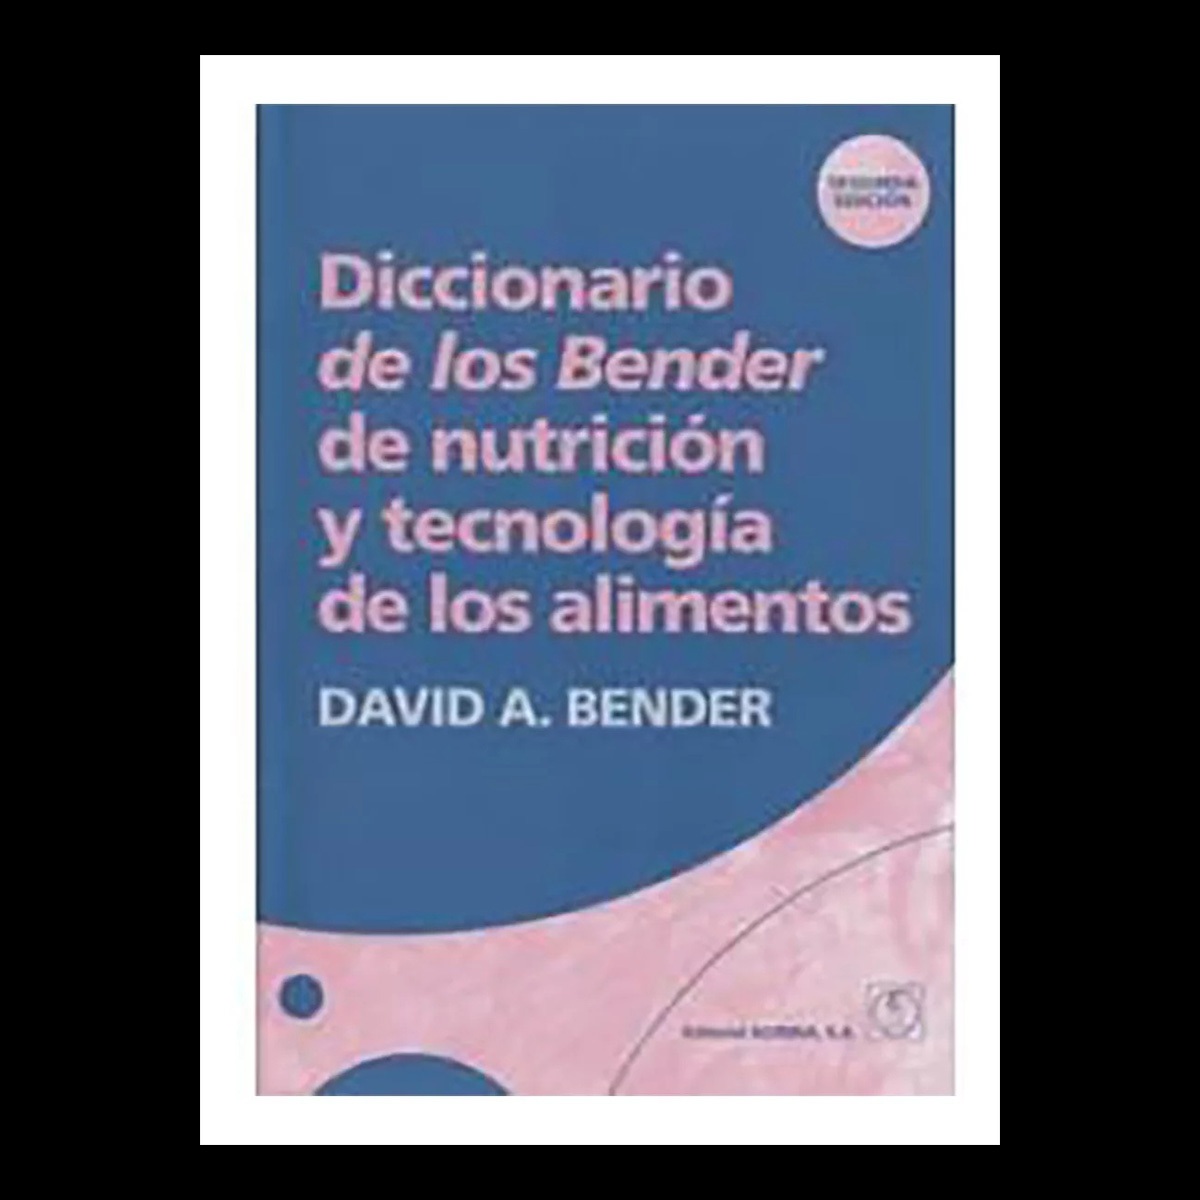 SEGUNDA
EDICIÓN
Diccionario
de los Bender
de nutrición
y tecnología
de los alimentos
DAVID A. BENDER
Editorial ACRIBIA, S.A.